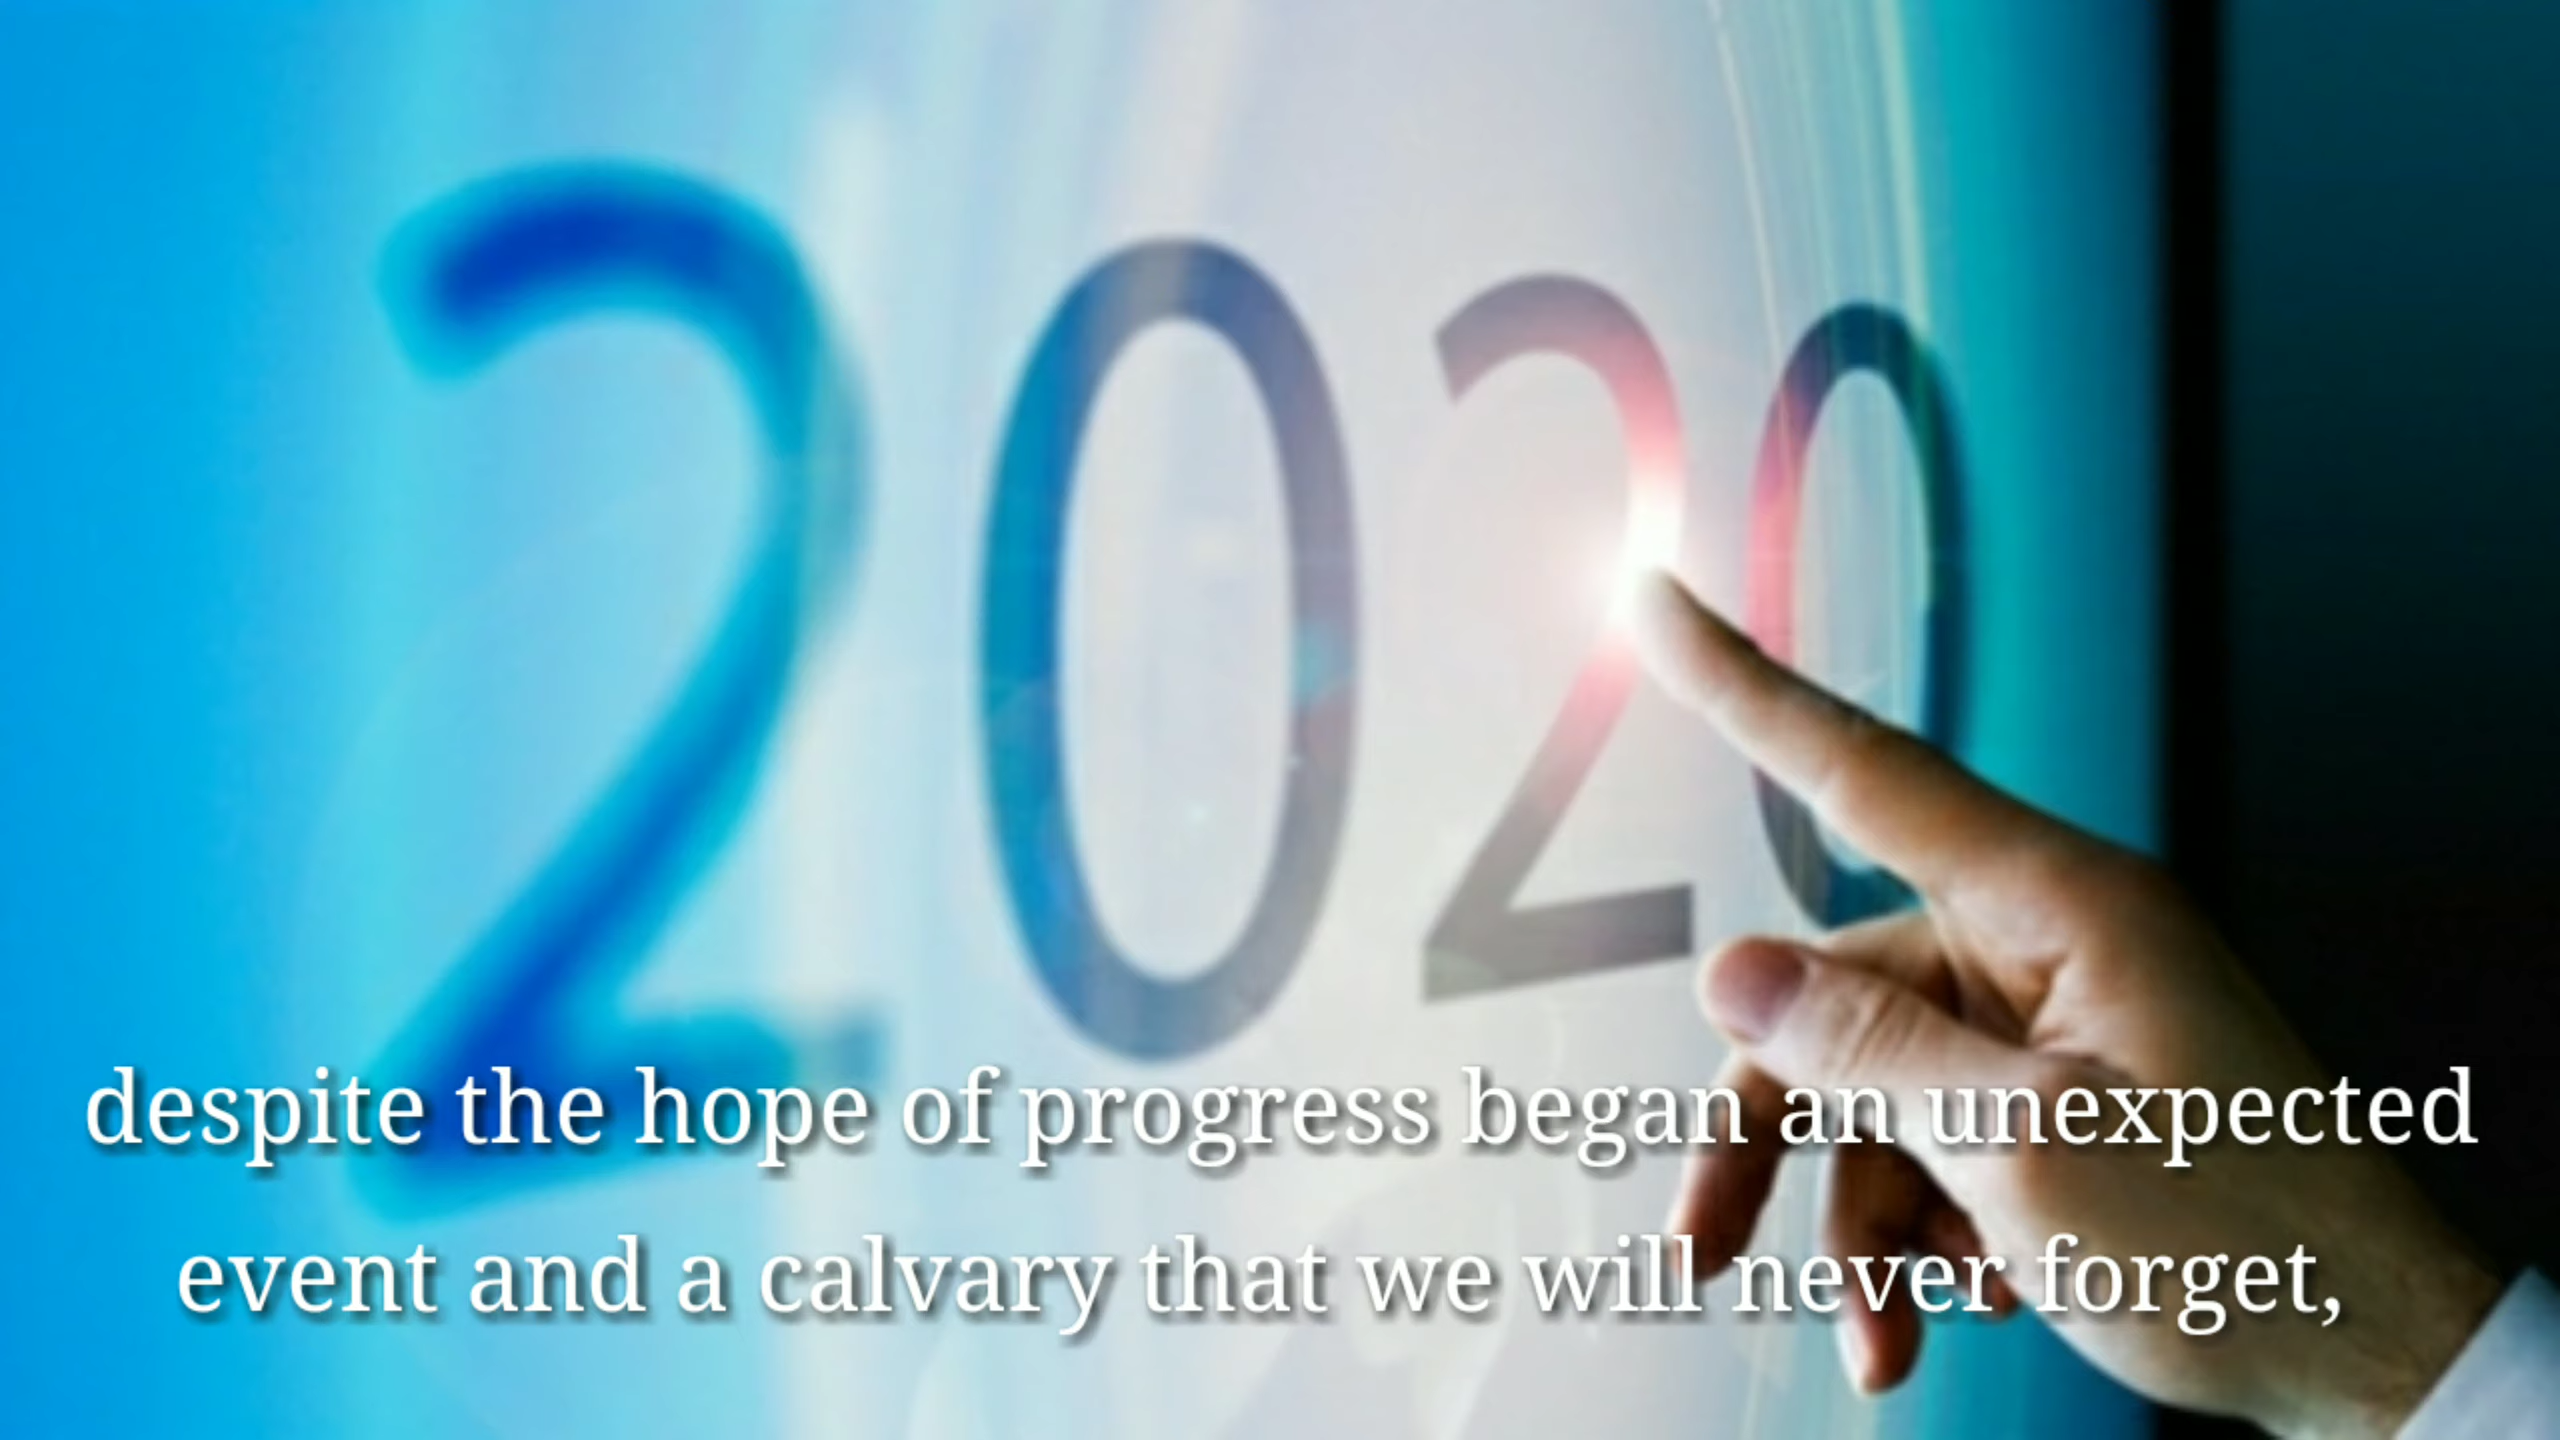 2020
despite the hope of progress began an unexpected
event and a calvary that we will never forget,